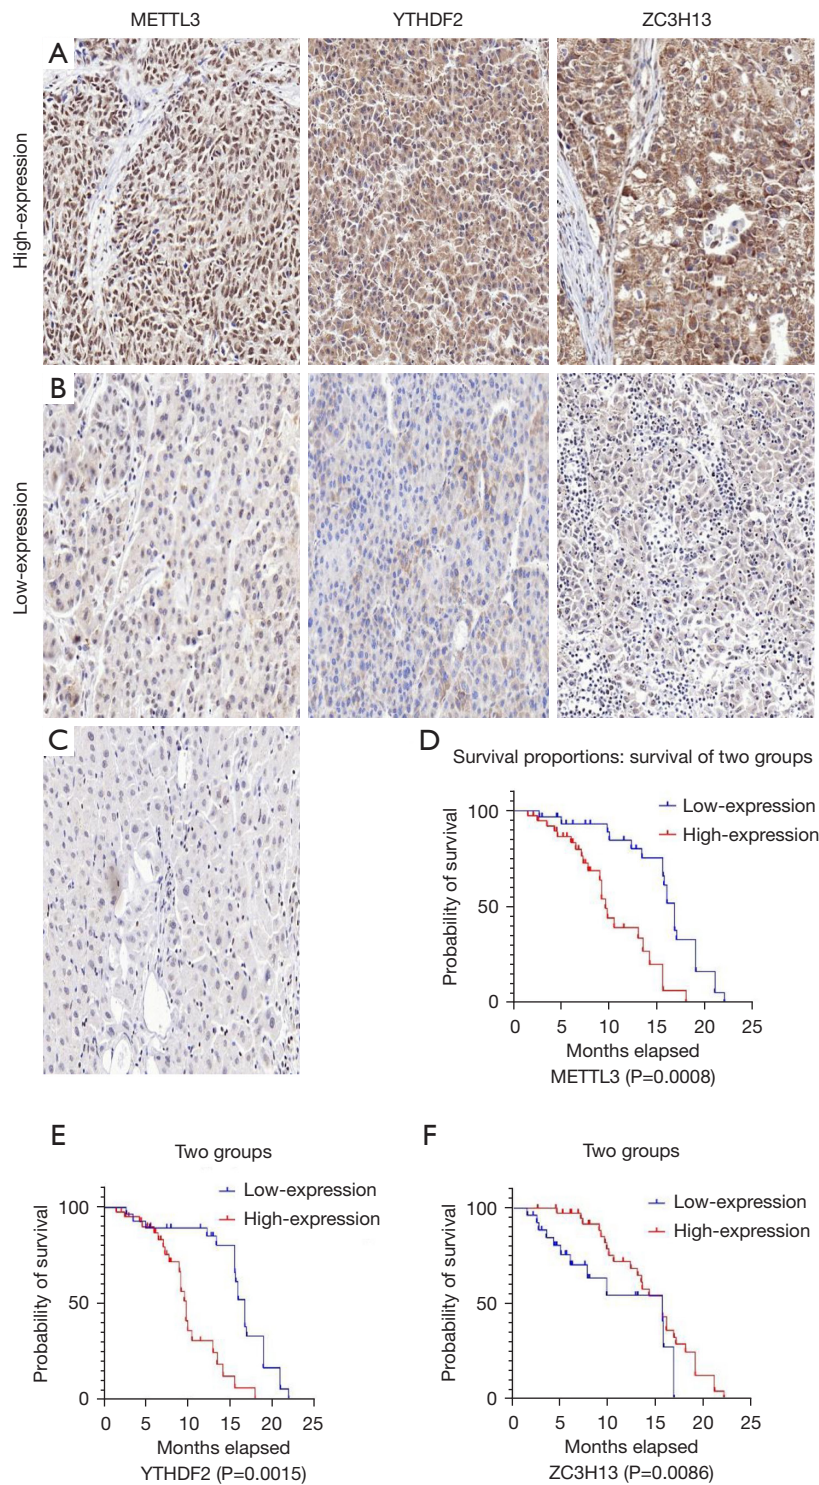 METTL3 YTHDF2 ZC3H13
A
High-expression
B
Low-expression
C
D
Survival proportions: survival of two groups
Low-expression
High-expression
Probability of survival
100
50
0
0 5 10 15 20 25
Months elapsed
METTL3 (P=0.0008)
E
Two groups
Low-expression
High-expression
Probability of survival
100
50
0
0 5 10 15 20 25
Months elapsed
YTHDF2 (P=0.0015)
F
Two groups
Low-expression
High-expression
Probability of survival
100
50
0
0 5 10 15 20 25
Months elapsed
ZC3H13 (P=0.0086)